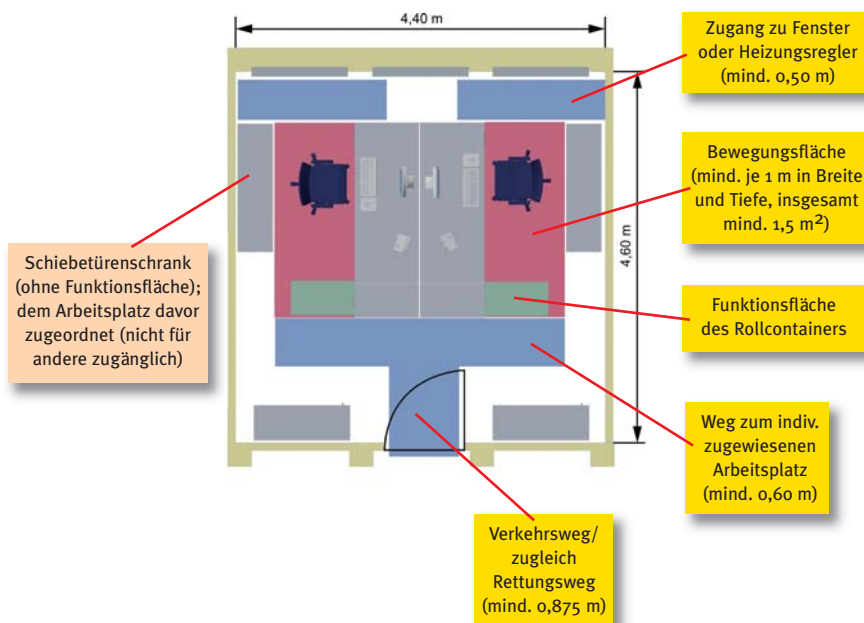 4,40 m
Zugang zu Fenster
oder Heizungsregler
(mind. 0,50 m)
Bewegungsfläche
(mind. je 1 m in Breite
und Tiefe, insgesamt
mind. 1,5 m²)
4,60 m
Schiebetürenschrank
(ohne Funktionsfläche);
dem Arbeitsplatz davor
zugeordnet (nicht für
andere zugänglich)
Funktionsfläche
des Rollcontainers
Weg zum indiv.
zugewiesenen
Arbeitsplatz
(mind. 0,60 m)
Verkehrsweg/
zugleich
Rettungsweg
(mind. 0,875 m)